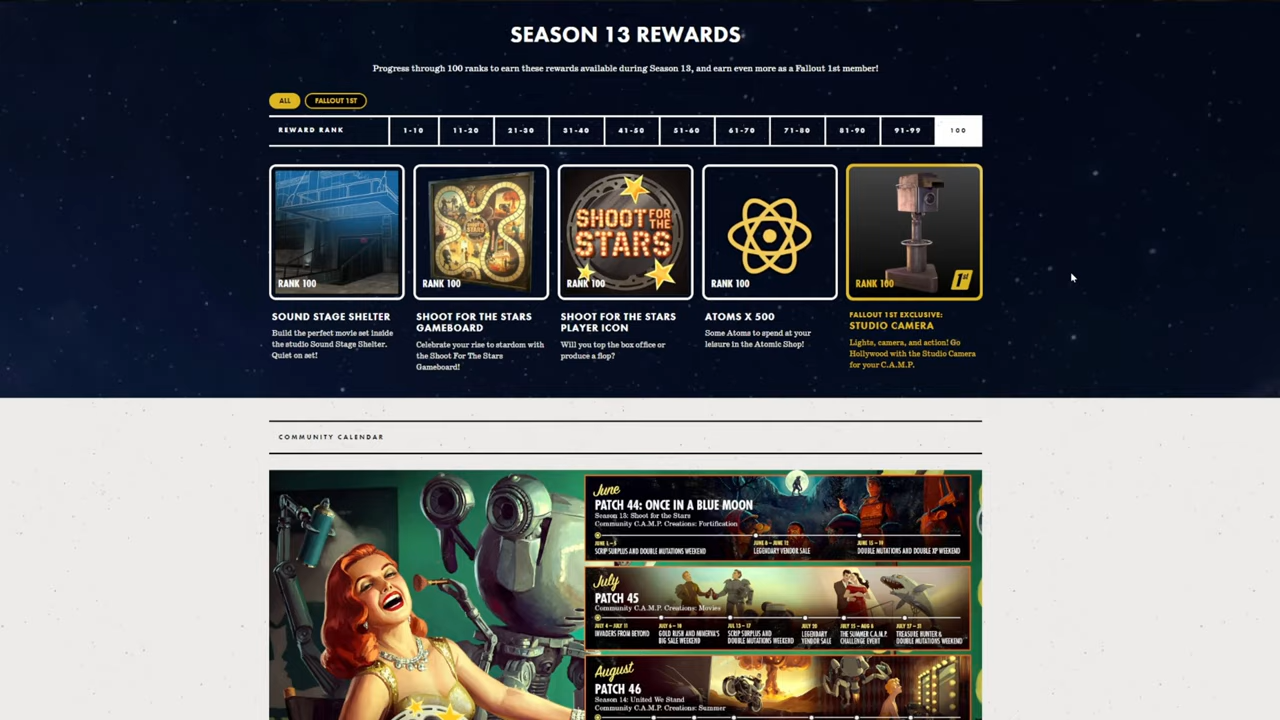 SEASON 13 REWARDS
Progress through 100 ranks to earn these rewards available during Season 13, and earn even more as a Fallout 1st member!
ALL FALLOUT 1ST
REWARD RANK 1-10 11-20 21-30 31-40 41-50 51-60 61-70 71-80 81-90 91-99 100
SHOOT FOR THE STARS
RANK 100 RANK 100 RANK 100 RANK 100 RANK 100 1st
SOUND STAGE SHELTER
Build the perfect movie set inside
the studio Sound Stage Shelter.
Quiet on set!
SHOOT FOR THE STARS
GAMEBOARD
Celebrate your rise to stardom with
the Shoot For The Stars
Gameboard!
SHOOT FOR THE STARS
PLAYER ICON
Will you top the box office or
produce a flop?
ATOMS X 500
Some Atoms to spend at your
leisure in the Atomic Shop!
FALLOUT 1ST EXCLUSIVE:
STUDIO CAMERA
Lights, camera, and action! Go
Hollywood with the Studio Camera
for your C.A.M.P.
COMMUNITY CALENDAR
June
PATCH 44: ONCE IN A BLUE MOON
Season 13: Shoot for the Stars
Community C.A.M.P. Creations: Fortification
JUNE 8 – JUNE 12 JUNE 15 – 19
SCRIP SURPLUS AND DOUBLE MUTATIONS WEEKEND LEGENDARY VENDOR SALE DOUBLE MUTATIONS AND DOUBLE XP WEEKEND
July
PATCH 45
Community C.A.M.P. Creations: Movies
JULY 4 – JULY 11 JULY 6 – 10 JUL 13 – 17 JULY 20 JULY 25 – AUG 8 JULY 27 – 31
INVADERS FROM BEYOND
GOLD RUSH AND MINERVA'S
BIG SALE WEEKEND
SCRIP SURPLUS AND
DOUBLE MUTATIONS WEEKEND
LEGENDARY
VENDOR SALE
THE SUMMER C.A.M.P.
CHALLENGE EVENT
TREASURE HUNTER &
DOUBLE MUTATIONS WEEKEND
August
PATCH 46
Season 14: United We Stand
Community C.A.M.P. Creations: Summer